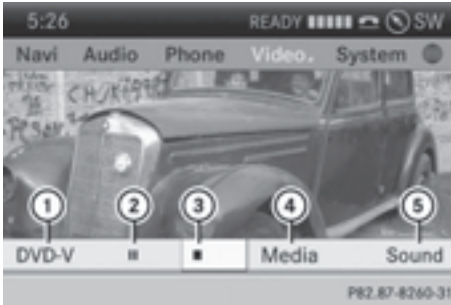 5:26 READY SW
Navi Audio Phone Video System
1 2 3 4 5
DVD-V Media Sound
P82.87-8260-31